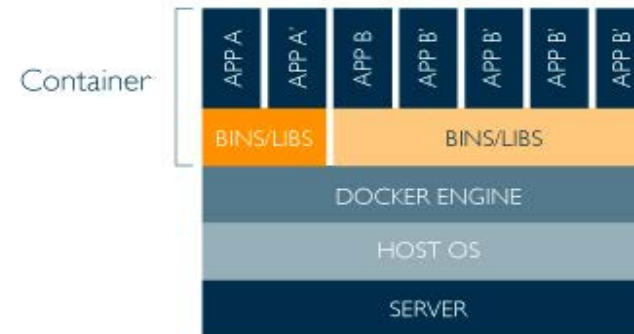 Container
APP A
APP A'
APP B
APP B'
APP B'
APP B'
APP B'
BINS/LIBS
BINS/LIBS
DOCKER ENGINE
HOST OS
SERVER